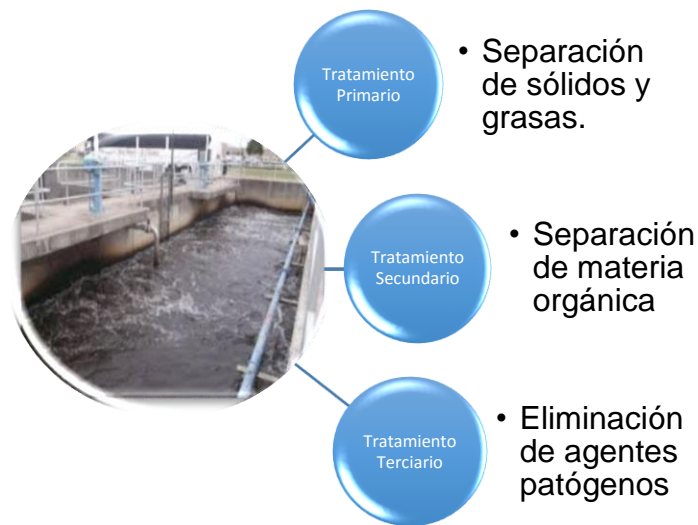 Tratamiento
Primario
• Separación
de sólidos y
grasas.
Tratamiento
Secundario
• Separación
de materia
orgánica
Tratamiento
Terciario
• Eliminación
de agentes
patógenos